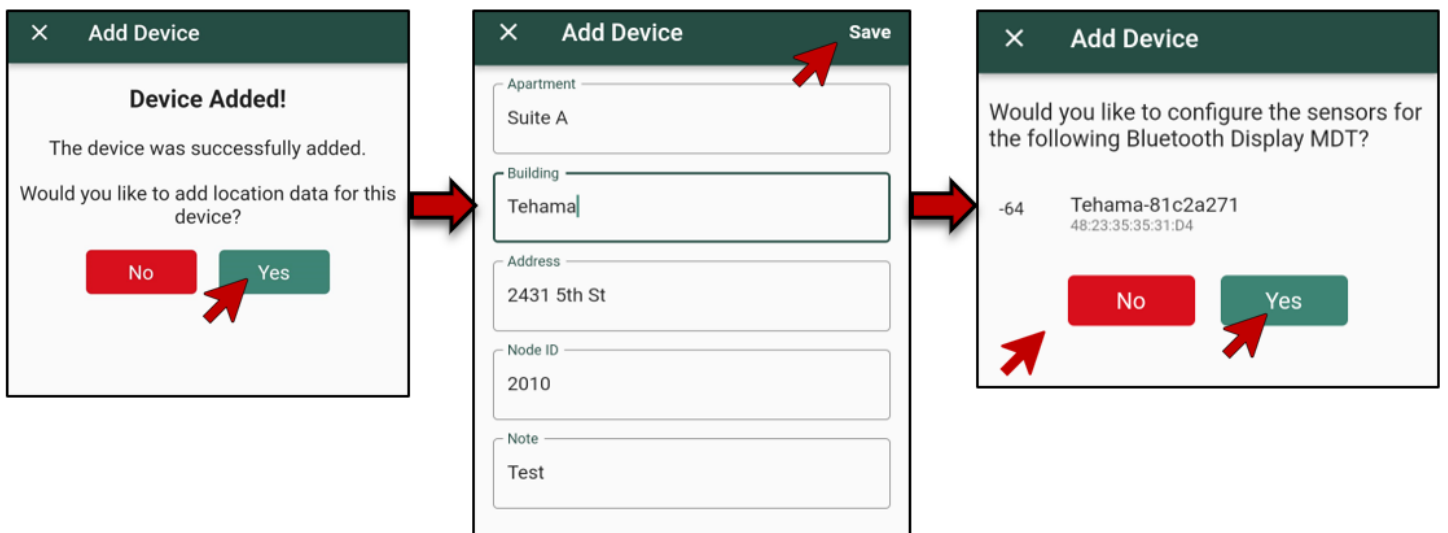 × Add Device
Device Added!
The device was successfully added.
Would you like to add location data for this
device?
No Yes
× Add Device Save
Apartment
Suite A
Building
Tehama
Address
2431 5th St
Node ID
2010
Note
Test
× Add Device
Would you like to configure the sensors for
the following Bluetooth Display MDT?
-64 Tehama-81c2a271
48:23:35:35:31:D4
No Yes